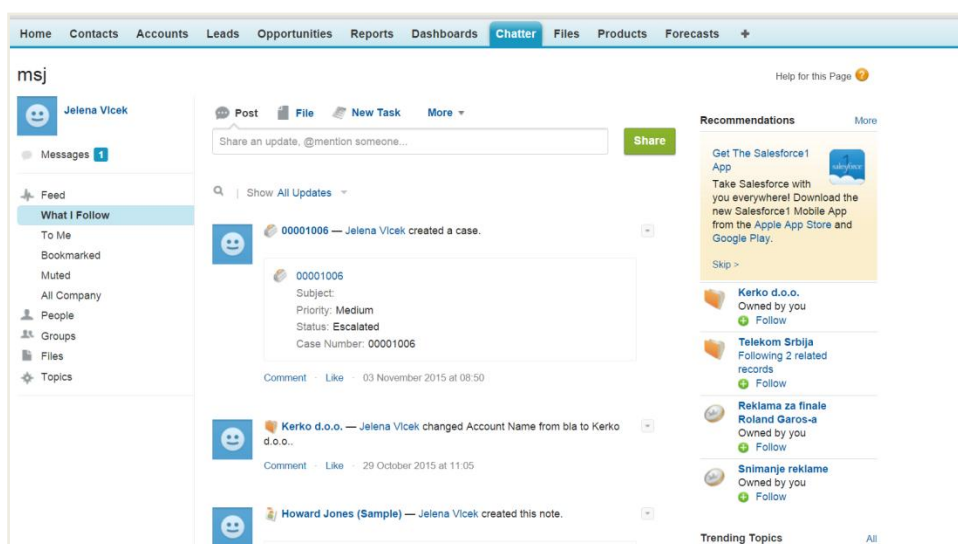 Home Contacts Accounts Leads Opportunities Reports Dashboards Chatter Files Products Forecasts +
msj
Help for this Page ?
Jelena Vlcek
Messages 1
Feed
What I Follow
To Me
Bookmarked
Muted
All Company
People
Groups
Files
Topics
Post File New Task More
Share an update, @mention someone...
Share
Show All Updates
00001006 — Jelena Vlcek created a case.
00001006
Subject:
Priority: Medium
Status: Escalated
Case Number: 00001006
Comment · Like · 03 November 2015 at 08:50
Kerko d.o.o. — Jelena Vlcek changed Account Name from bla to Kerko
d.o.o..
Comment · Like · 29 October 2015 at 11:05
Howard Jones (Sample) — Jelena Vlcek created this note.
Recommendations More
Get The Salesforce1
App
salesforce
Take Salesforce with
you everywhere! Download the
new Salesforce1 Mobile App
from the Apple App Store and
Google Play.
Skip >
Kerko d.o.o.
Owned by you
Follow
Telekom Srbija
Following 2 related
records
Follow
Reklama za finale
Roland Garos-a
Owned by you
Follow
Snimanje reklame
Owned by you
Follow
Trending Topics All